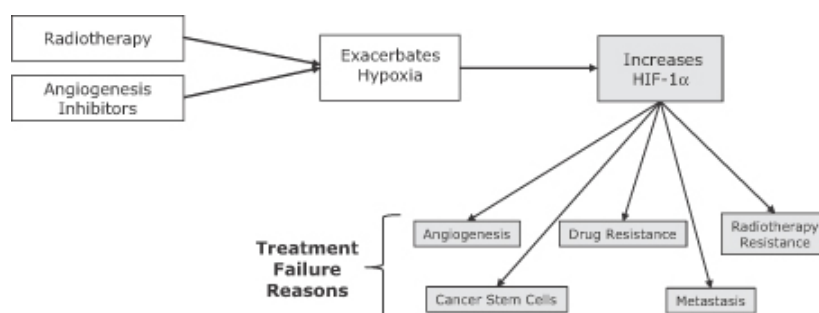 Radiotherapy
Angiogenesis
Inhibitors
Exacerbates
Hypoxia
Increases
HIF-1α
Treatment
Failure
Reasons
Angiogenesis
Drug Resistance
Radiotherapy
Resistance
Cancer Stem Cells
Metastasis